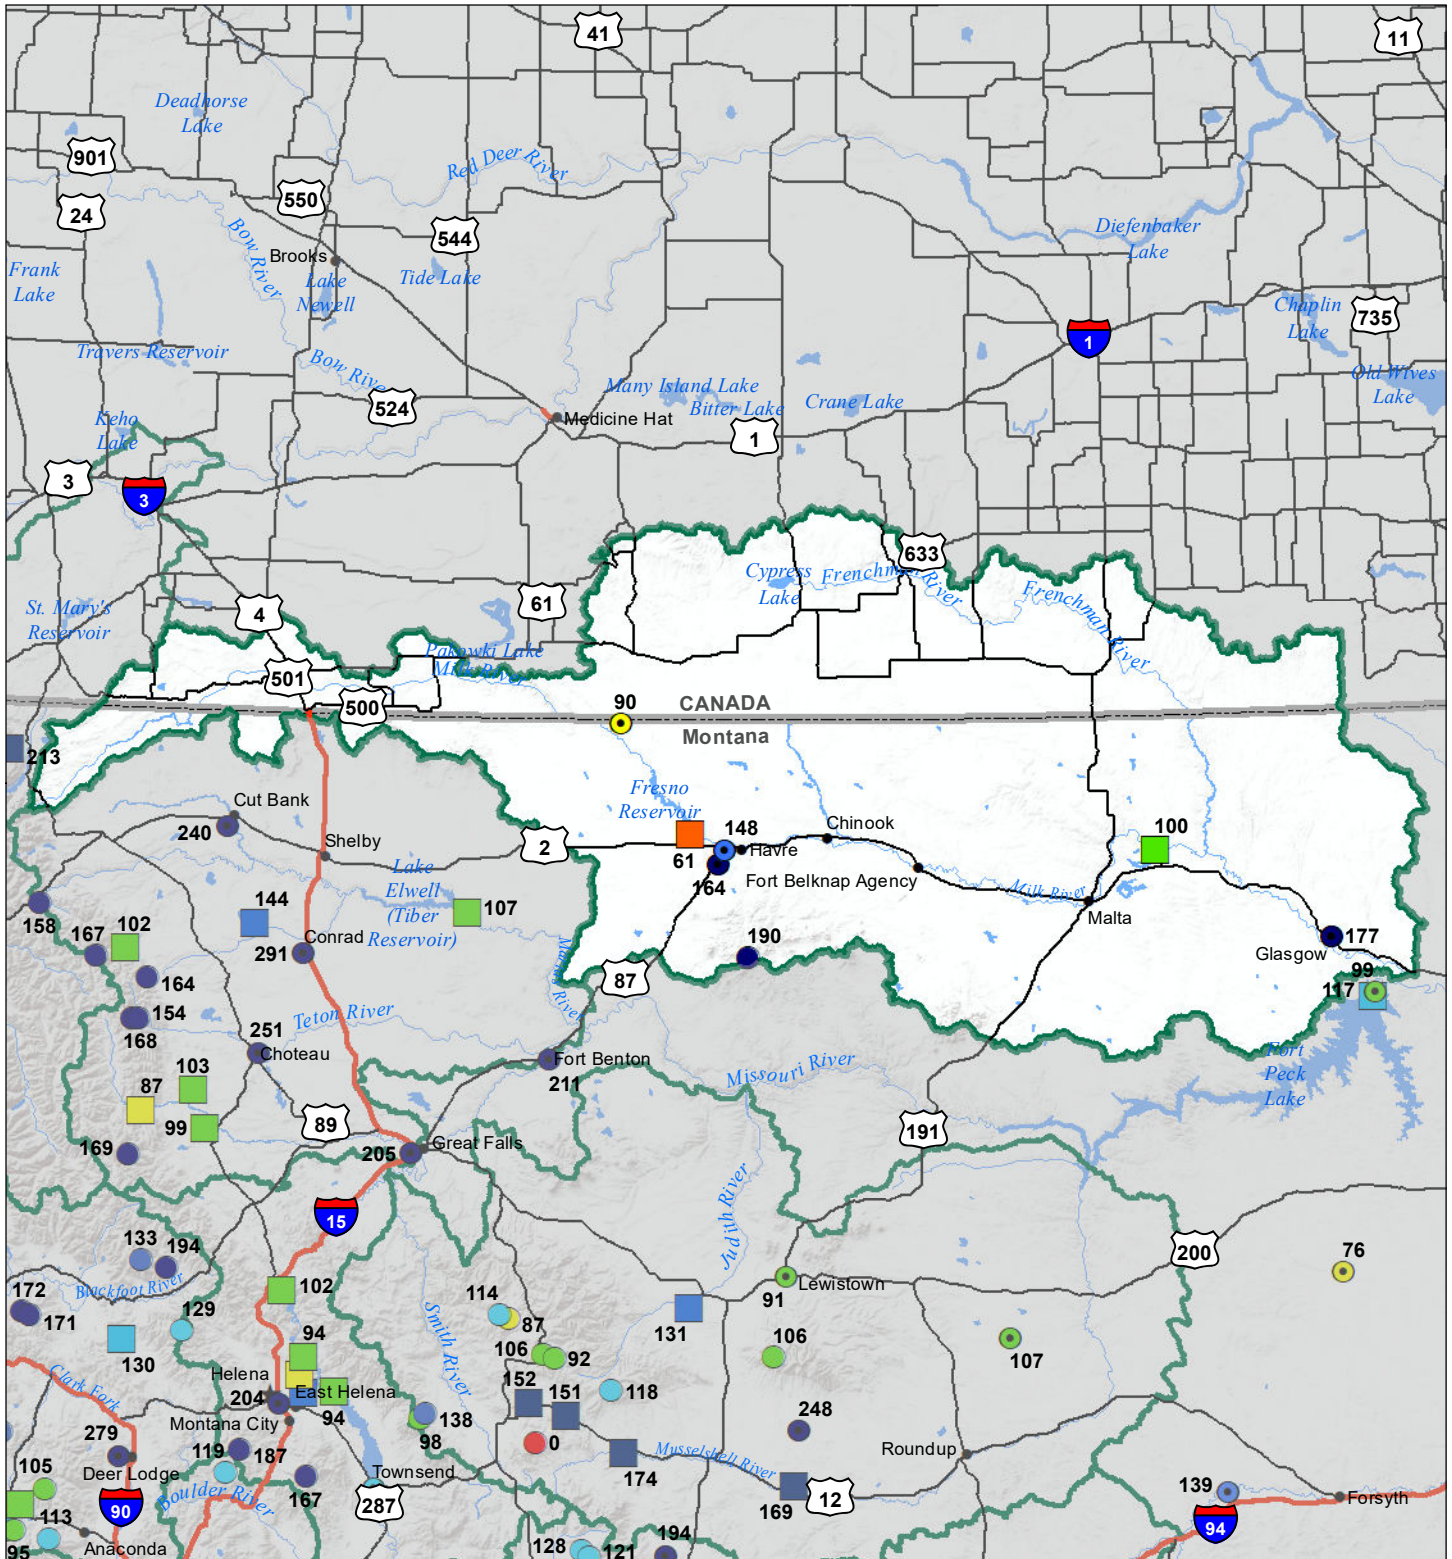 41
11
Deadhorse
Lake
901
Red Deer River
550
24
544
Bow River
Diefenbaker
Lake
Brooks
Frank
Lake
Tide Lake
Lake
Newell
Chaplin
Lake
735
1
Travers Reservoir
Bow River
Many Island Lake
Old Wives
Lake
524
Bitter Lake
Crane Lake
Keho
Lake
Medicine Hat
1
3
3
633
Cypress
Lake
Frenchman River
Frenchman River
61
4
St. Mary's
Reservoir
Pakowki Lake
Milk River
501
500
90
CANADA
Montana
213
Fresno
Reservoir
Cut Bank
240
Shelby
2
148
Havre
61
164
Chinook
100
Fort Belknap Agency
Milk River
Malta
Lake
Elwell
(Tiber
Reservoir)
107
144
158
102
167
Conrad
291
164
190
177
Glasgow
99
117
87
Marias River
154
168
Teton River
251
Choteau
Fort Benton
211
Missouri River
Fort
Peck
Lake
103
87
99
89
191
169
205
Great Falls
Judith River
15
133
194
200
76
Blackfoot River
172
171
102
Lewistown
91
129
114
87
131
Smith River
130
94
106
92
106
107
Clark Fork
Helena
204
East Helena
94
152
151
118
Montana City
138
98
248
0
279
119
187
Musselshell River
Roundup
174
105
Deer Lodge
167
Townsend
169
12
139
Forsyth
90
Boulder River
287
94
113
95
Anaconda
128
121
194